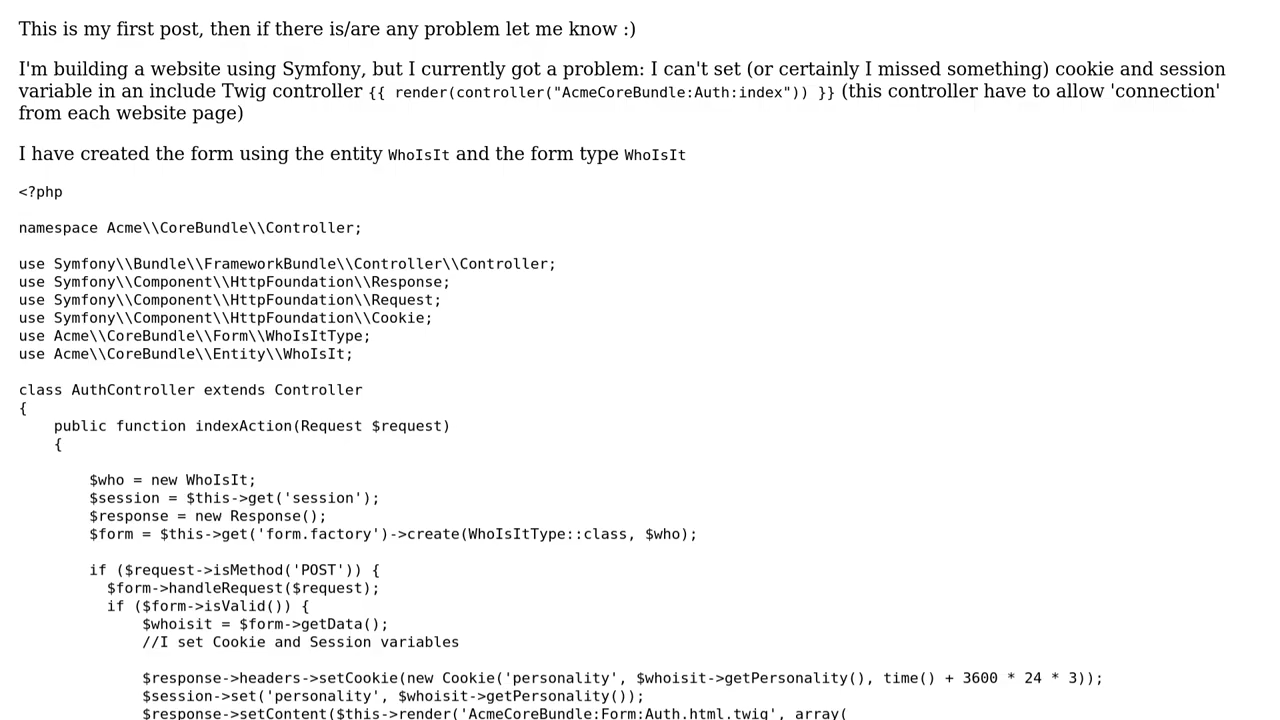 This is my first post, then if there is/are any problem let me know :)
I'm building a website using Symfony, but I currently got a problem: I can't set (or certainly I missed something) cookie and session
variable in an include Twig controller {{ render(controller("AcmeCoreBundle:Auth:index")) }} (this controller have to allow 'connection'
from each website page)
I have created the form using the entity WhoIsIt and the form type WhoIsIt
<?php
namespace Acme\\CoreBundle\\Controller;
use Symfony\\Bundle\\FrameworkBundle\\Controller\\Controller;
use Symfony\\Component\\HttpFoundation\\Response;
use Symfony\\Component\\HttpFoundation\\Request;
use Symfony\\Component\\HttpFoundation\\Cookie;
use Acme\\CoreBundle\\Form\\WhoIsItType;
use Acme\\CoreBundle\\Entity\\WhoIsIt;
class AuthController extends Controller
{
    public function indexAction(Request $request)
    {
        $who = new WhoIsIt;
        $session = $this->get('session');
        $response = new Response();
        $form = $this->get('form.factory')->create(WhoIsItType::class, $who);
        if ($request->isMethod('POST')) {
          $form->handleRequest($request);
          if ($form->isValid()) {
              $whoisit = $form->getData();
              //I set Cookie and Session variables
              $response->headers->setCookie(new Cookie('personality', $whoisit->getPersonality(), time() + 3600 * 24 * 3));
              $session->set('personality', $whoisit->getPersonality());
              $response->setContent($this->render('AcmeCoreBundle:Form:Auth.html.twig', array(